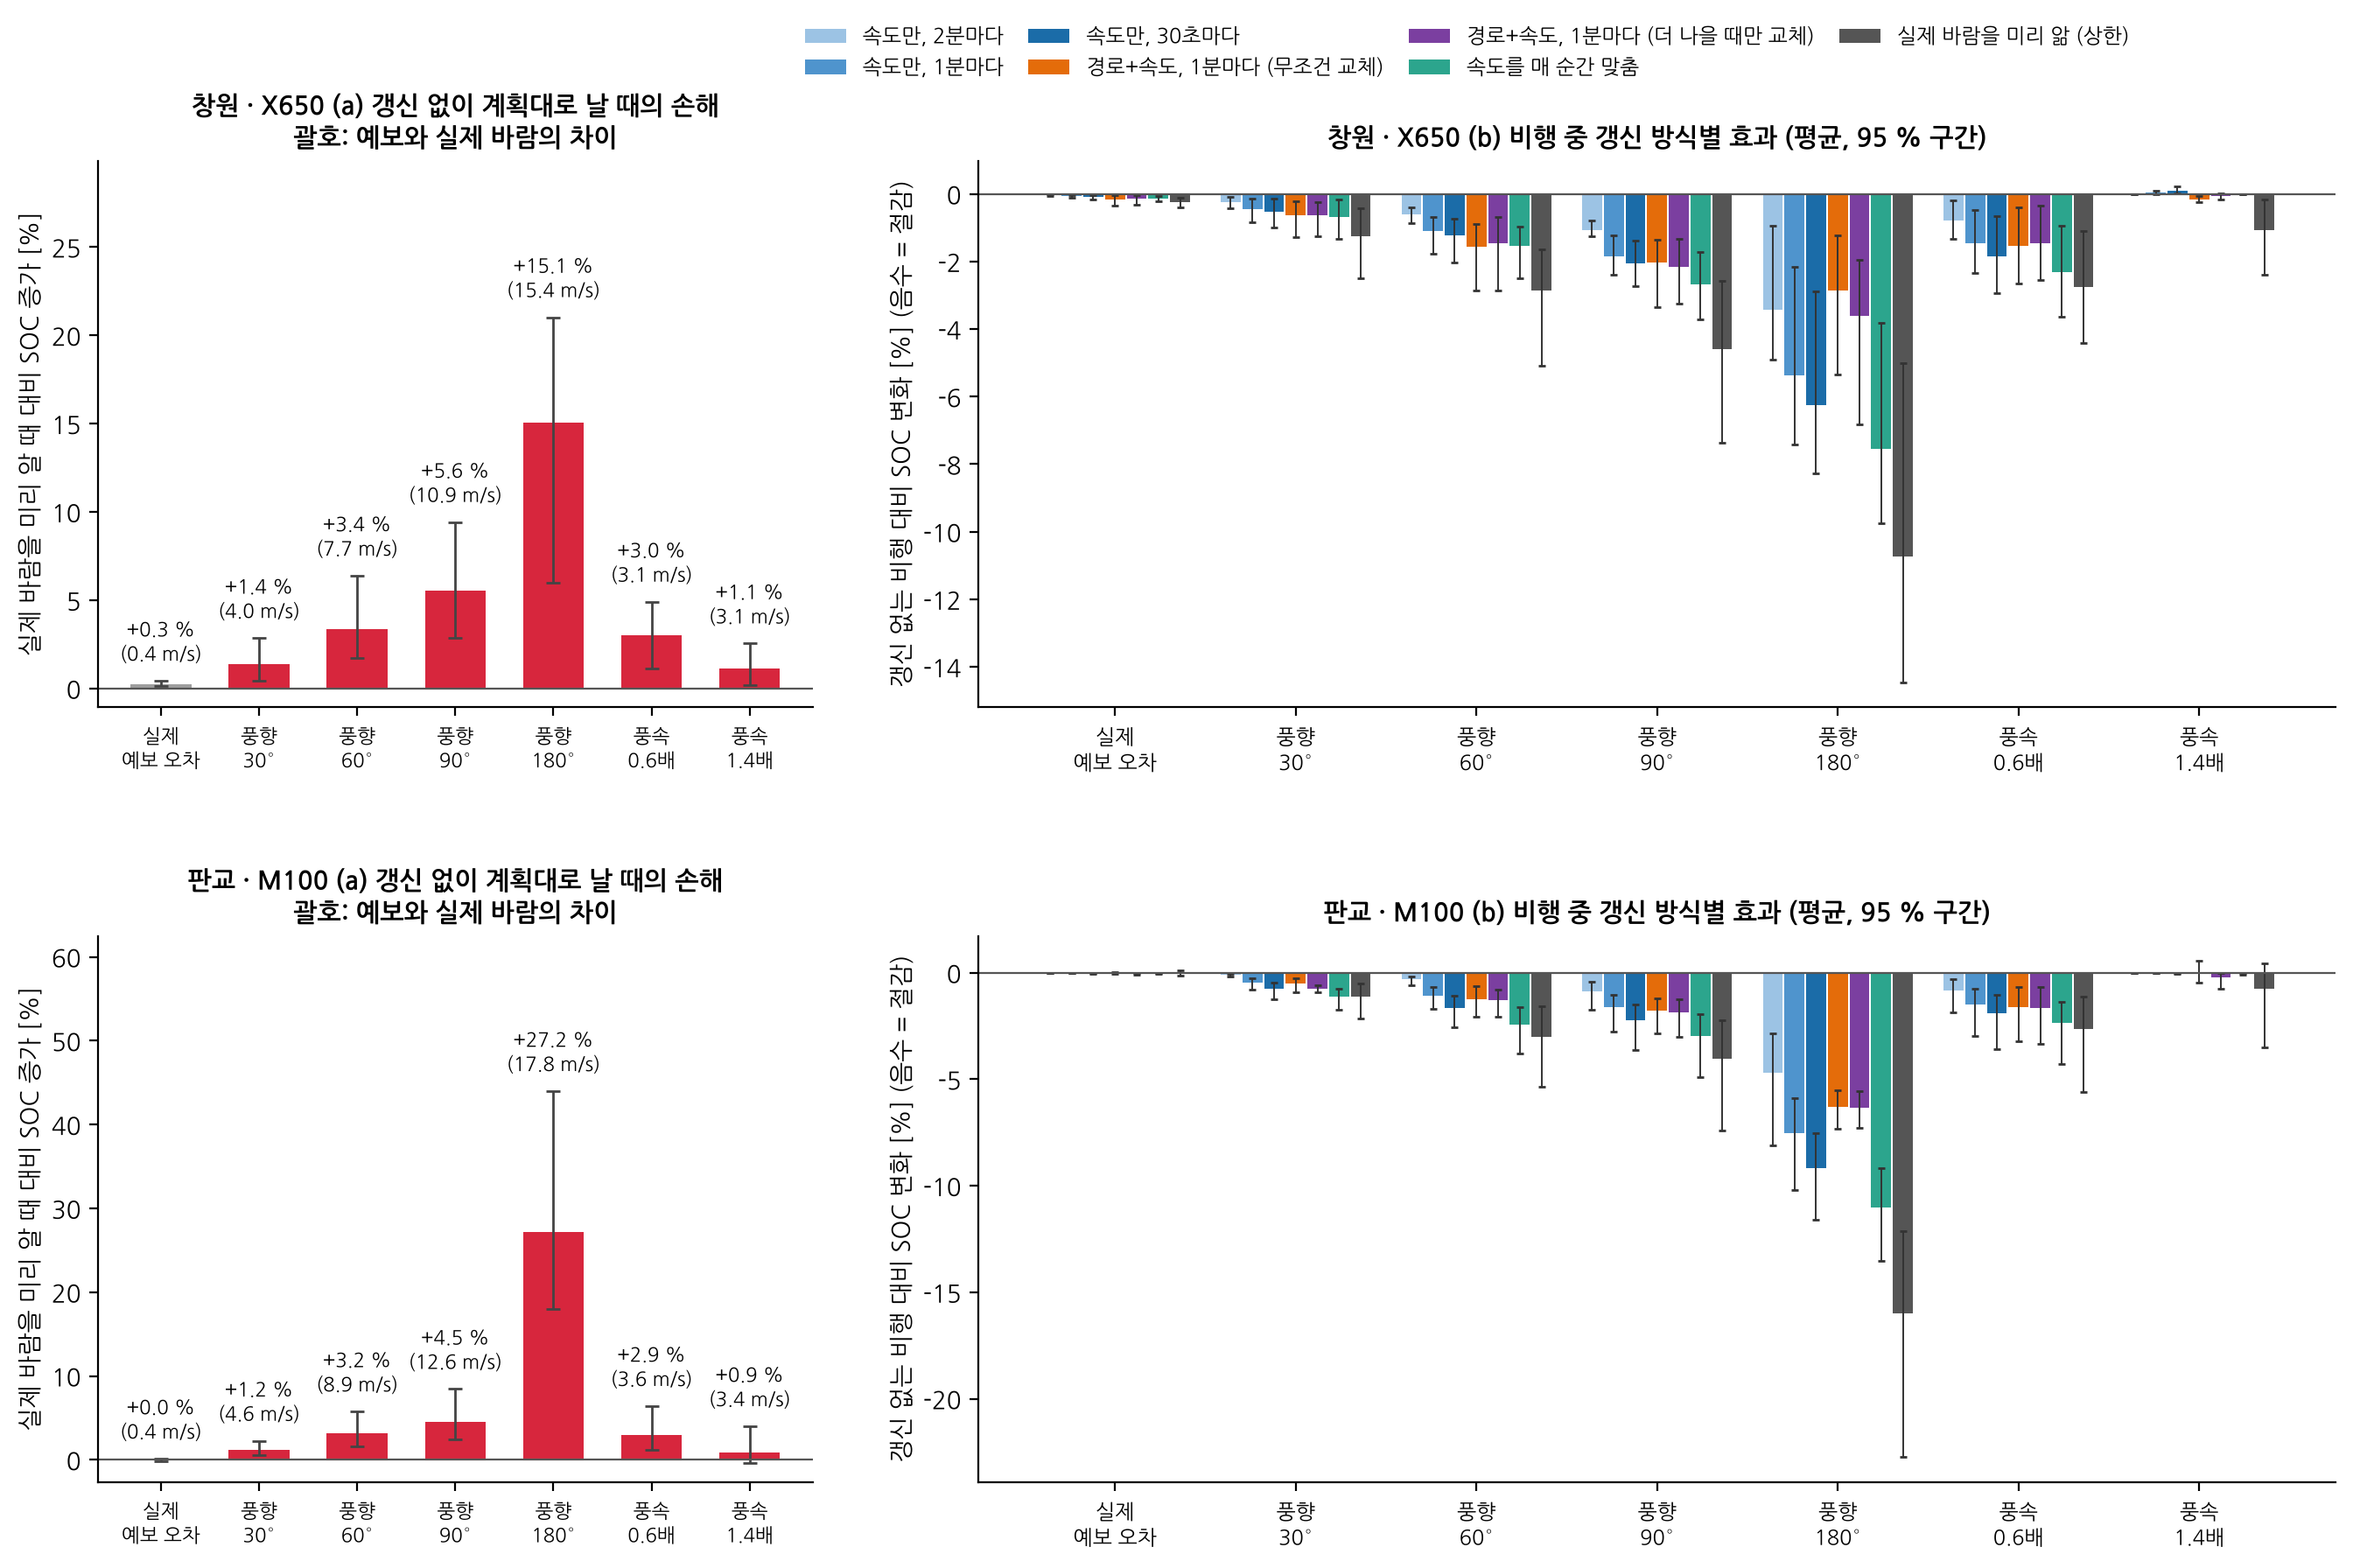 속도만, 2분마다
속도만, 1분마다
속도만, 30초마다
경로+속도, 1분마다 (무조건 교체)
경로+속도, 1분마다 (더 나을 때만 교체)
속도를 매 순간 맞춤
실제 바람을 미리 앎 (상한)
창원 · X650 (a) 갱신 없이 계획대로 날 때의 손해
괄호: 예보와 실제 바람의 차이
실제 바람을 미리 알 때 대비 SOC 증가 [%]
25
20
15
10
5
0
+0.3 %
(0.4 m/s)
+1.4 %
(4.0 m/s)
+3.4 %
(7.7 m/s)
+5.6 %
(10.9 m/s)
+15.1 %
(15.4 m/s)
+3.0 %
(3.1 m/s)
+1.1 %
(3.1 m/s)
실제
예보 오차
풍향
30°
풍향
60°
풍향
90°
풍향
180°
풍속
0.6배
풍속
1.4배
창원 · X650 (b) 비행 중 갱신 방식별 효과 (평균, 95 % 구간)
갱신 없는 비행 대비 SOC 변화 [%] (음수 = 절감)
0
-2
-4
-6
-8
-10
-12
-14
실제
예보 오차
풍향
30°
풍향
60°
풍향
90°
풍향
180°
풍속
0.6배
풍속
1.4배
판교 · M100 (a) 갱신 없이 계획대로 날 때의 손해
괄호: 예보와 실제 바람의 차이
실제 바람을 미리 알 때 대비 SOC 증가 [%]
60
50
40
30
20
10
0
+0.0 %
(0.4 m/s)
+1.2 %
(4.6 m/s)
+3.2 %
(8.9 m/s)
+4.5 %
(12.6 m/s)
+27.2 %
(17.8 m/s)
+2.9 %
(3.6 m/s)
+0.9 %
(3.4 m/s)
실제
예보 오차
풍향
30°
풍향
60°
풍향
90°
풍향
180°
풍속
0.6배
풍속
1.4배
판교 · M100 (b) 비행 중 갱신 방식별 효과 (평균, 95 % 구간)
갱신 없는 비행 대비 SOC 변화 [%] (음수 = 절감)
0
-5
-10
-15
-20
실제
예보 오차
풍향
30°
풍향
60°
풍향
90°
풍향
180°
풍속
0.6배
풍속
1.4배